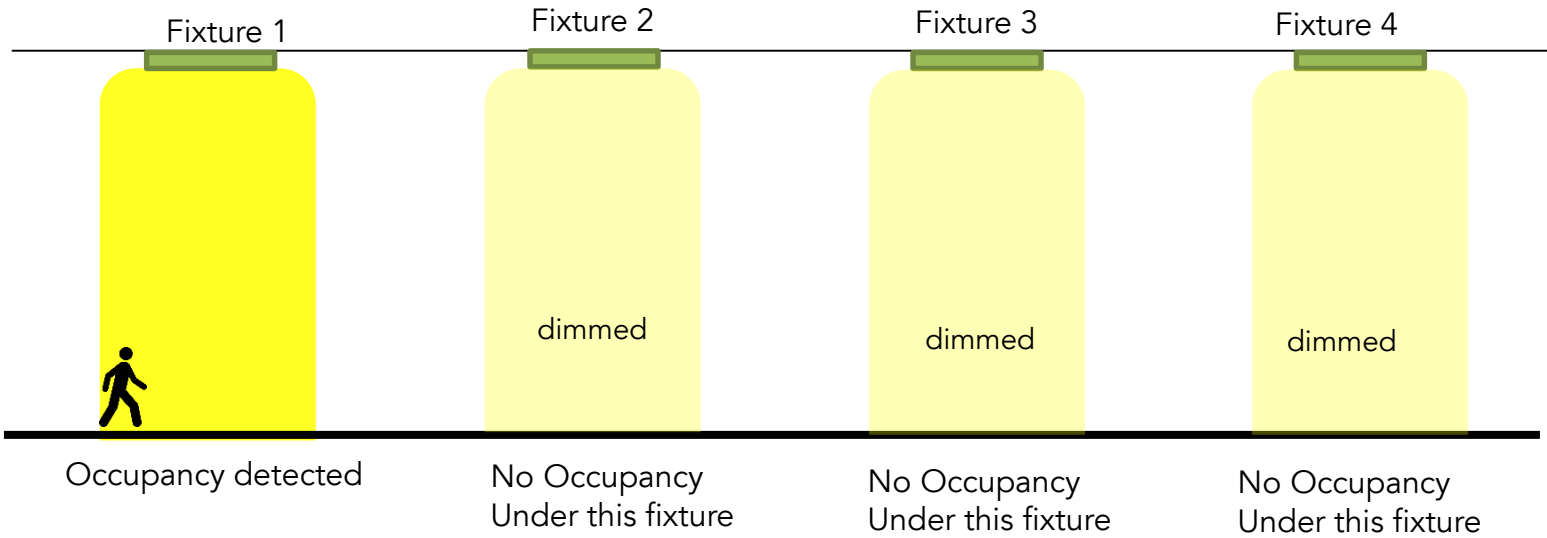 Fixture 1
Fixture 2
Fixture 3
Fixture 4
dimmed
dimmed
dimmed
Occupancy detected
No Occupancy
Under this fixture
No Occupancy
Under this fixture
No Occupancy
Under this fixture